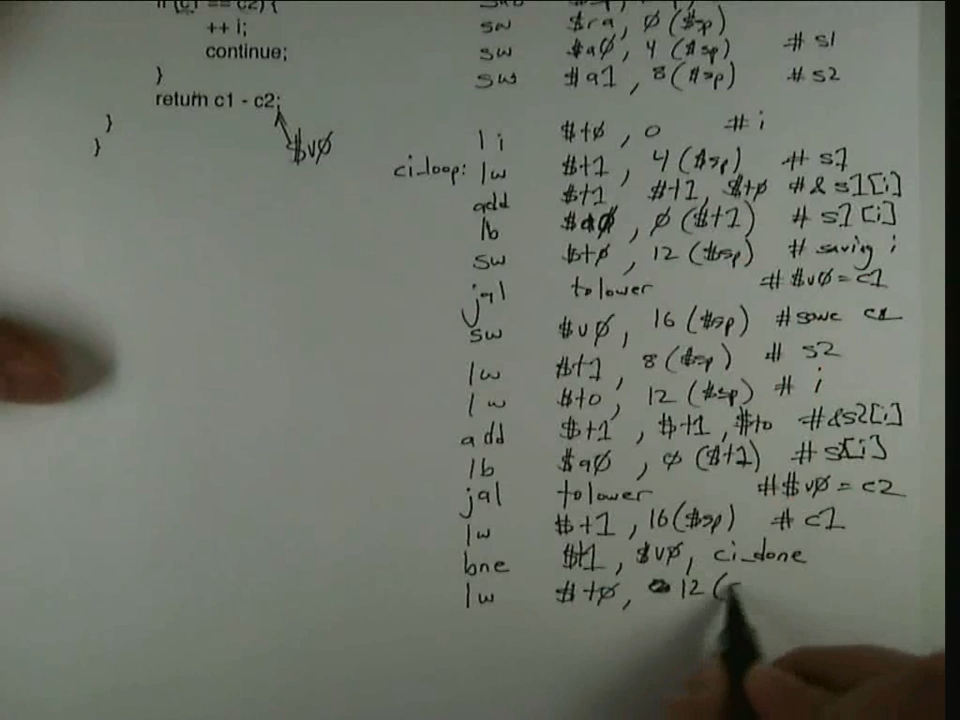 if (c1 == c2) {
++ i;
continue;
}
return c1 - c2;
}
}
$v0
sw $ra, 0($sp)
sw $a0, 4($sp) # s1
sw $a1, 8($sp) # s2
li $t0, 0 # i
ci_loop: lw $t1, 4($sp) # s1
add $t1, $t1, $t0 # & s1[i]
lb $a0, 0($t1) # s1[i]
sw $t0, 12($sp) # saving i
jal tolower # $v0 = c1
sw $v0, 16($sp) # save c1
lw $t1, 8($sp) # s2
lw $t0, 12($sp) # i
add $t1, $t1, $t0 # &s2[i]
lb $a0, 0($t1) # s[i]
jal tolower # $v0 = c2
lw $t1, 16($sp) # c1
bne $t1, $v0, ci_done
lw $t0, 12(